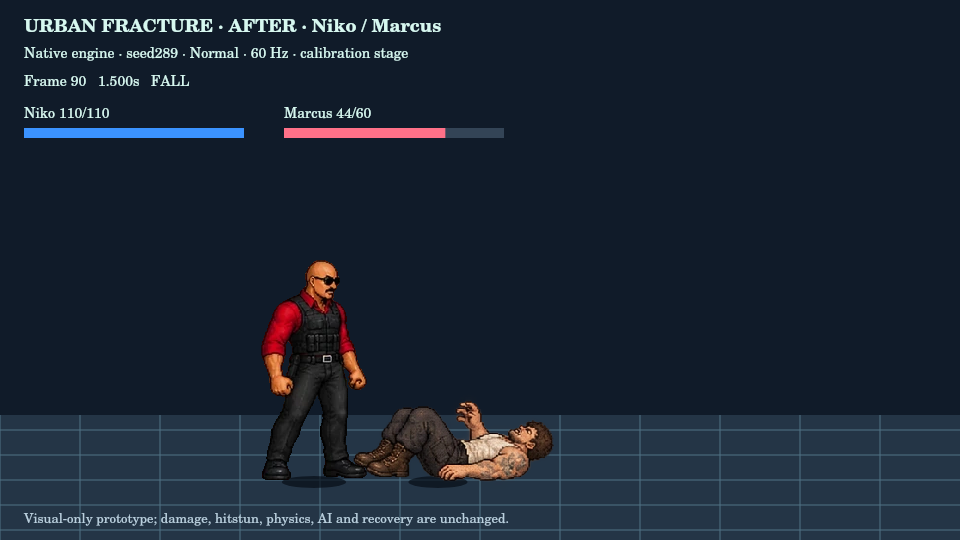 URBAN FRACTURE · AFTER · Niko / Marcus
Native engine · seed289 · Normal · 60 Hz · calibration stage
Frame 90 1.500s FALL
Niko 110/110 Marcus 44/60
Visual-only prototype; damage, hitstun, physics, AI and recovery are unchanged.